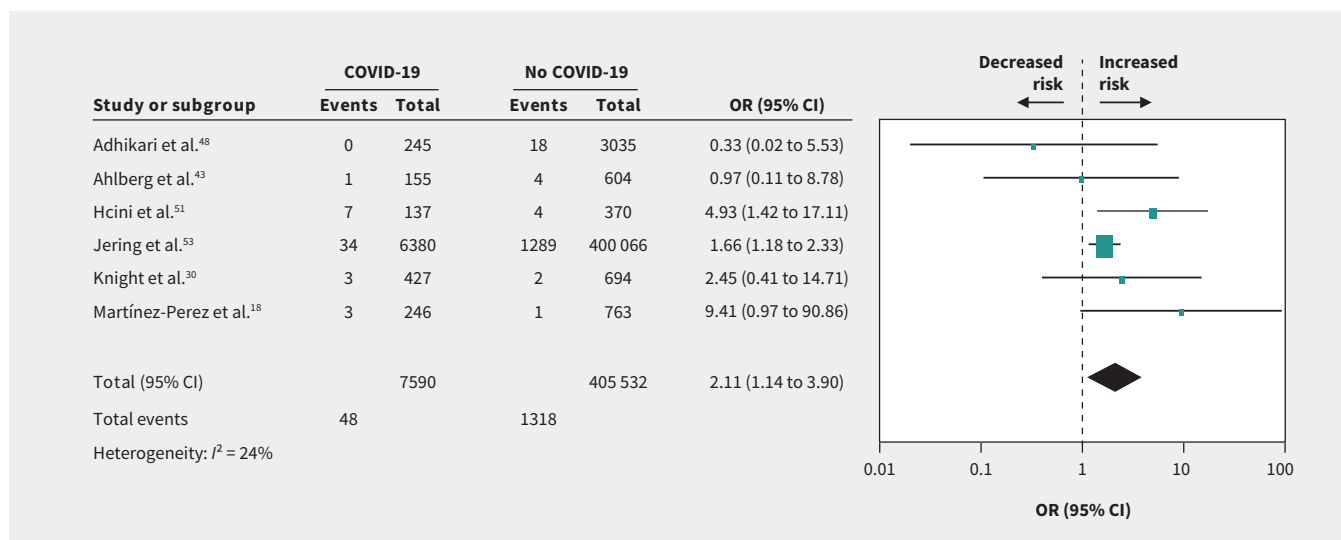 COVID-19 No COVID-19 Decreased risk Increased risk
Study or subgroup Events Total Events Total OR (95% CI)
Adhikari et al.48 0 245 18 3035 0.33 (0.02 to 5.53)
Ahlberg et al.43 1 155 4 604 0.97 (0.11 to 8.78)
Hcini et al.51 7 137 4 370 4.93 (1.42 to 17.11)
Jering et al.53 34 6380 1289 400 066 1.66 (1.18 to 2.33)
Knight et al.30 3 427 2 694 2.45 (0.41 to 14.71)
Martínez-Perez et al.18 3 246 1 763 9.41 (0.97 to 90.86)
Total (95% CI) 7590 405 532 2.11 (1.14 to 3.90)
Total events 48 1318
Heterogeneity: I² = 24%
0.01 0.1 1 10 100
OR (95% CI)